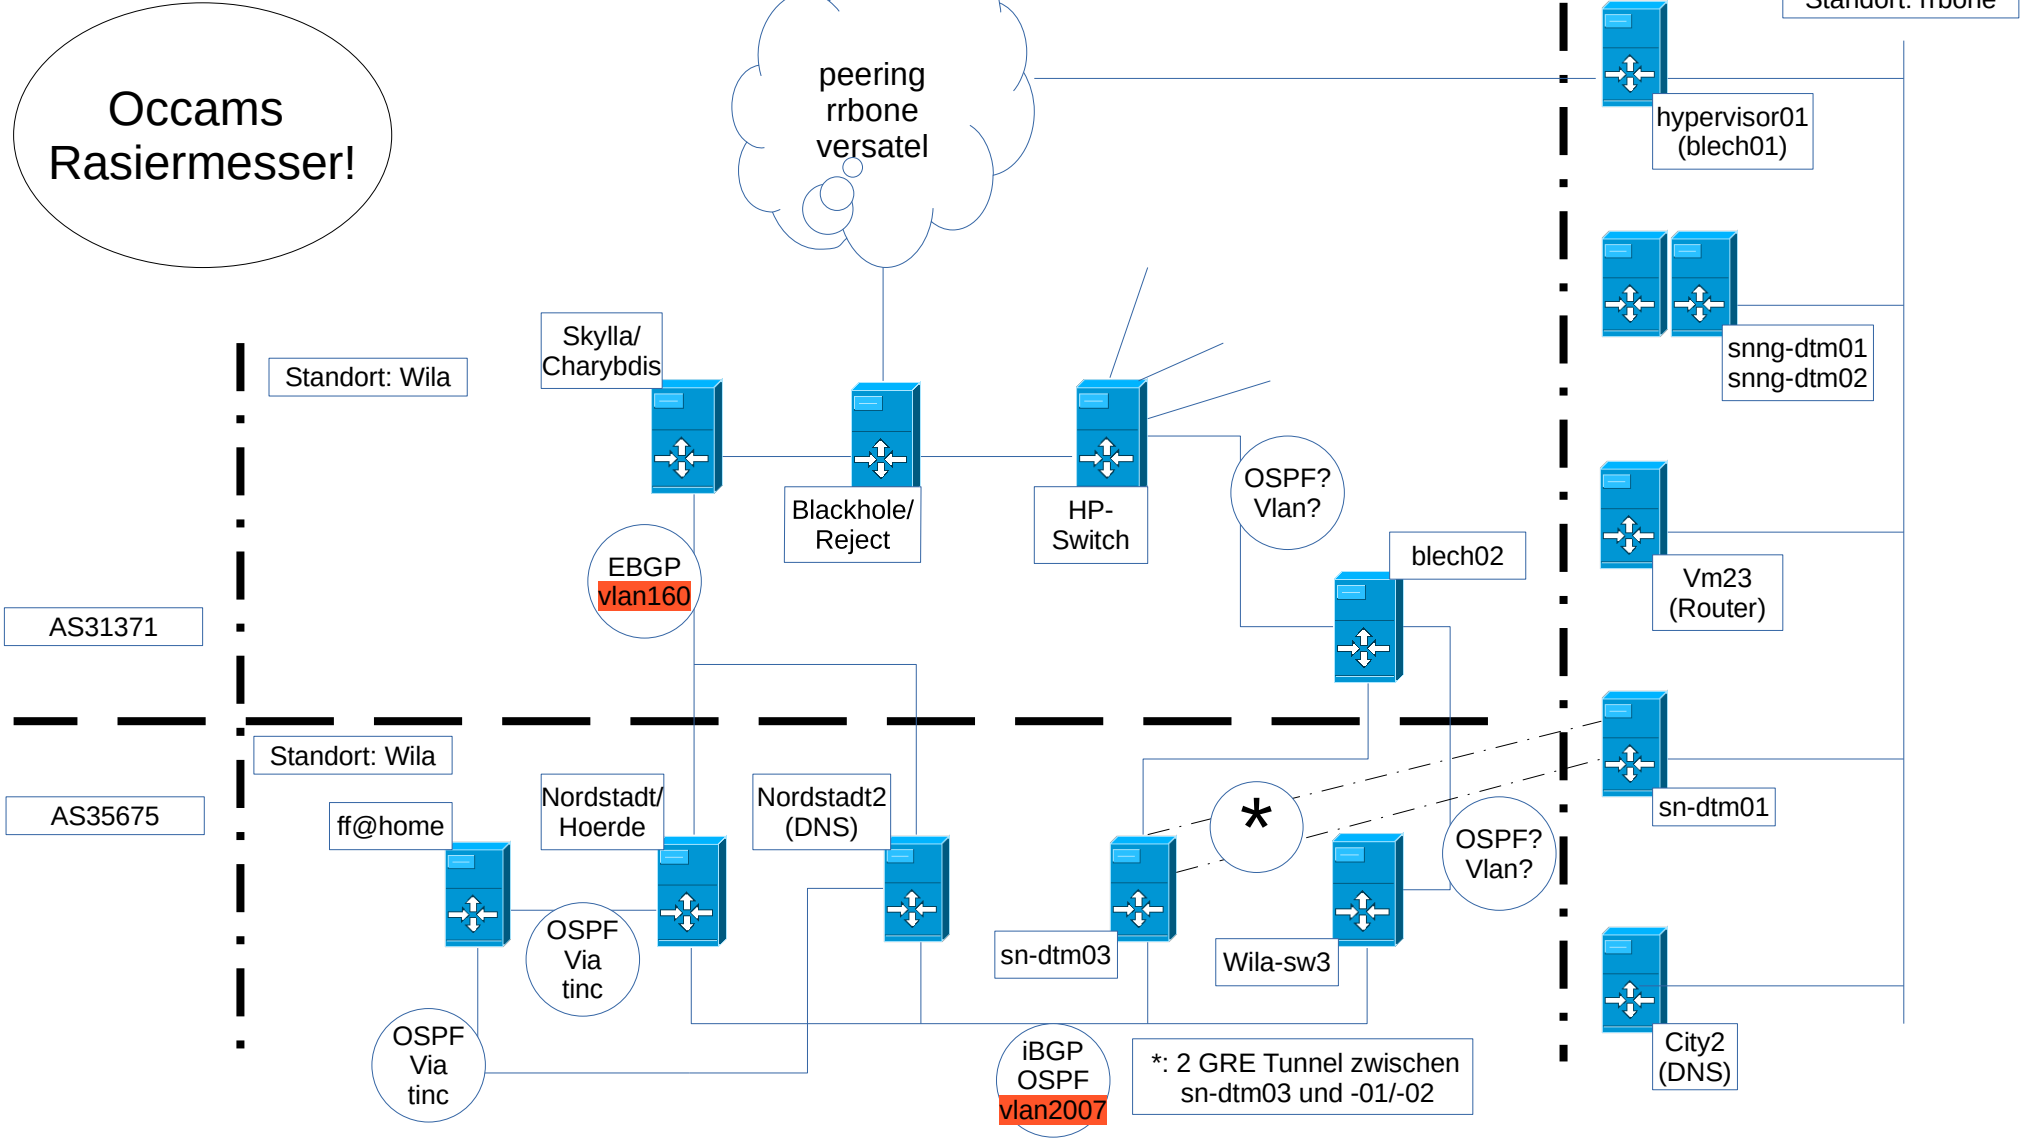 Standort: rrbone
Occams
Rasiermesser!
peering
rrbone
versatel
hypervisor01
(blech01)
snng-dtm01
snng-dtm02
Skylla/
Charybdis
Standort: Wila
Blackhole/
Reject
HP-
Switch
OSPF?
Vlan?
blech02
EBGP
vlan160
Vm23
(Router)
AS31371
Standort: Wila
AS35675
ff@home
Nordstadt/
Hoerde
Nordstadt2
(DNS)
*
OSPF?
Vlan?
sn-dtm01
sn-dtm03
Wila-sw3
OSPF
Via
tinc
OSPF
Via
tinc
iBGP
OSPF
vlan2007
*: 2 GRE Tunnel zwischen
sn-dtm03 und -01/-02
City2
(DNS)